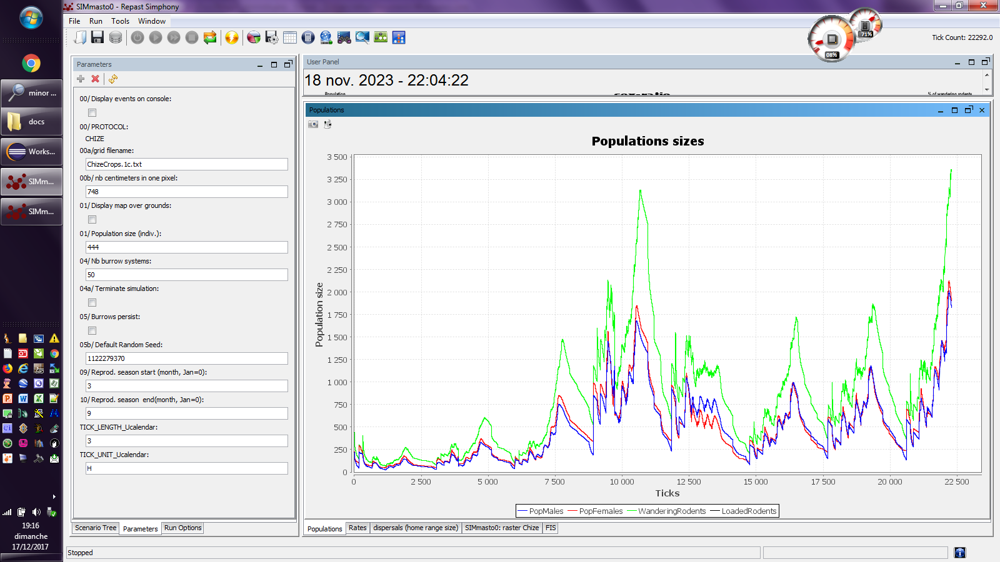 SIMmasto0 - Repast Simphony
File Run Tools Window
Tick Count: 22292.0
71%
08%
minor ...
docs
Works...
SIMm...
SIMm...
19:16
dimanche
17/12/2017
Parameters
00/ Display events on console:
00/ PROTOCOL:
CHIZE
00a/grid filename:
ChizeCrops.1c.txt
00b/ nb centimeters in one pixel:
748
01/ Display map over grounds:
01/ Population size (indiv.):
444
04/ Nb burrow systems:
50
04a/ Terminate simulation:
05/ Burrows persist:
05b/ Default Random Seed:
1122279370
09/ Reprod. season start (month, Jan=0):
3
10/ Reprod. season  end(month, Jan=0):
9
TICK_LENGTH_Ucalendar:
3
TICK_UNIT_Ucalendar:
H
Scenario Tree Parameters Run Options
User Panel
18 nov. 2023 - 22:04:22
Population sex-ratio % of wandering rodents
Populations
Populations sizes
Population size
3 500
3 250
3 000
2 750
2 500
2 250
2 000
1 750
1 500
1 250
1 000
750
500
250
0
0 2 500 5 000 7 500 10 000 12 500 15 000 17 500 20 000 22 500
Ticks
PopMales PopFemales WanderingRodents LoadedRodents
Populations Rates dispersals (home range size) SIMmasto0: raster Chize FIS
Stopped